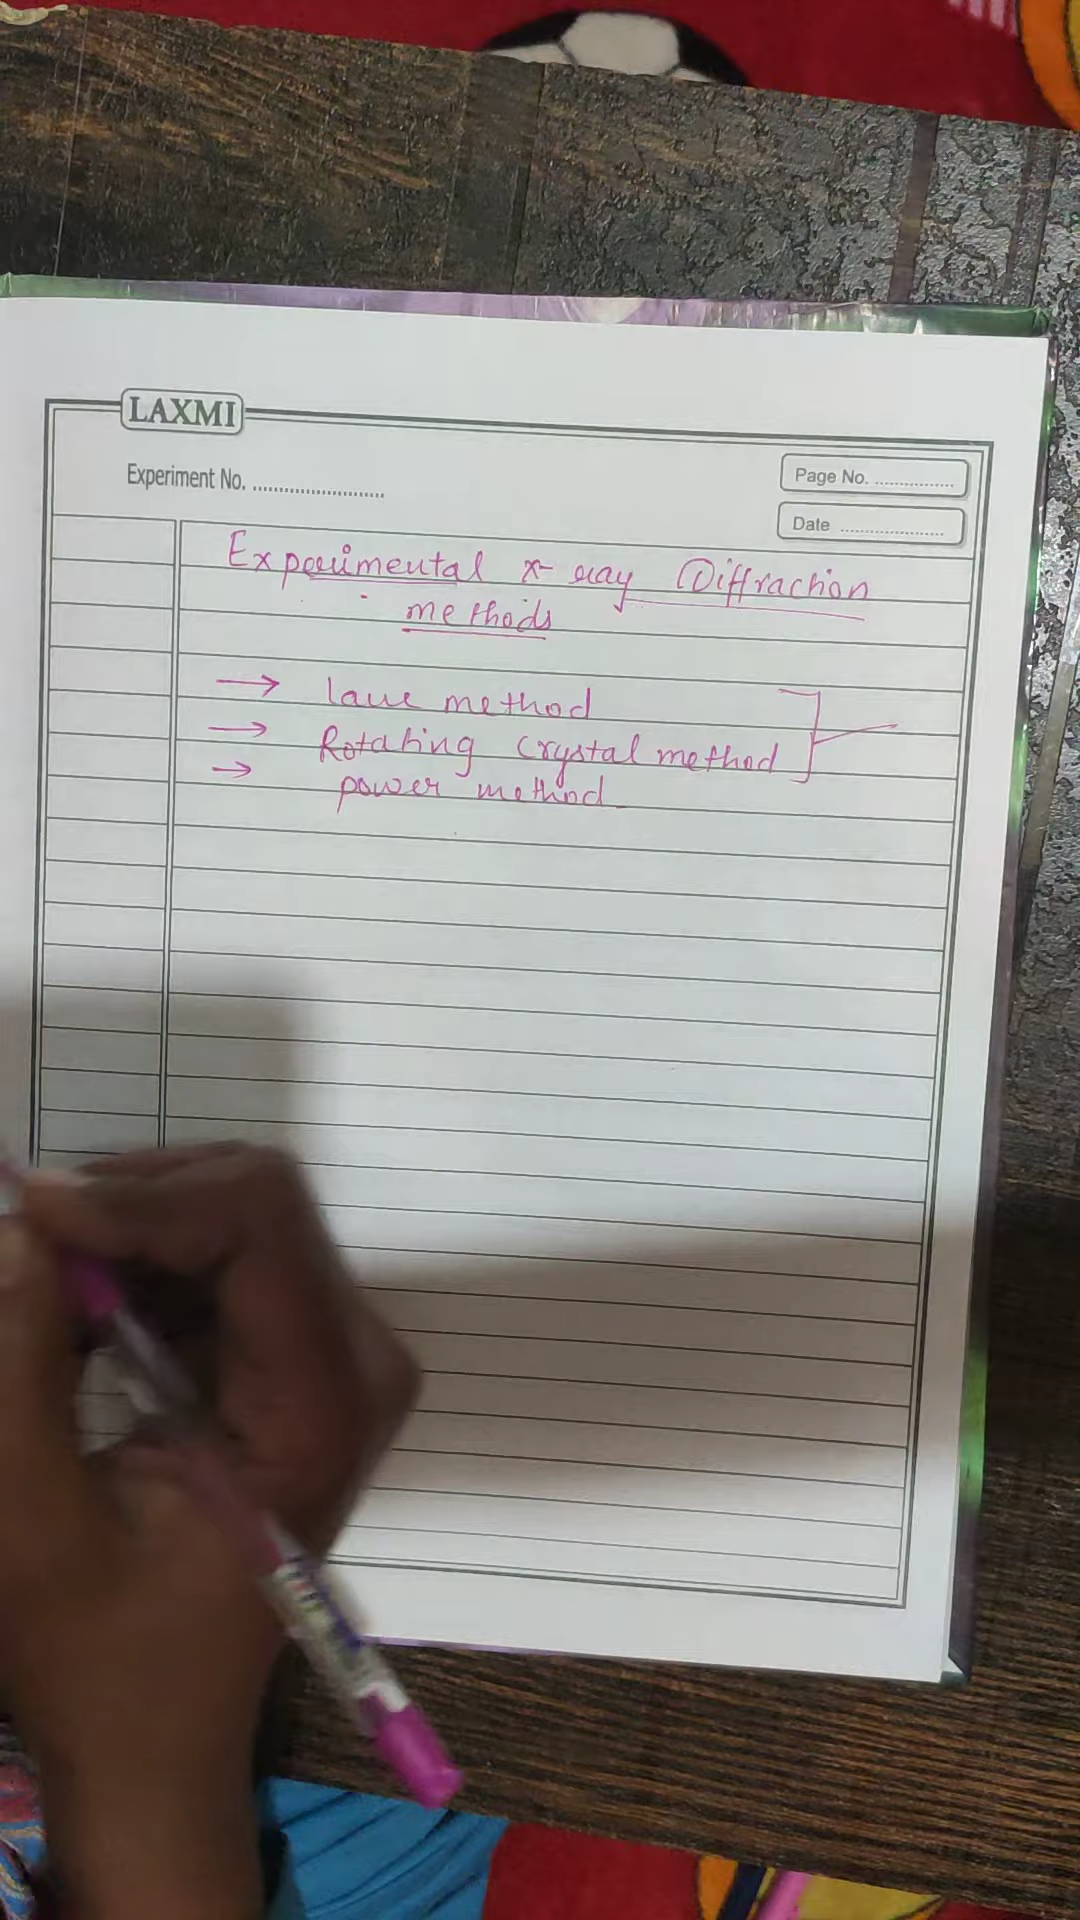 LAXMI
Experiment No. ........................
Page No. ................
Date .....................
Experimental x-ray Diffraction
methods
→ laue method
→ Rotating crystal method
→ power method